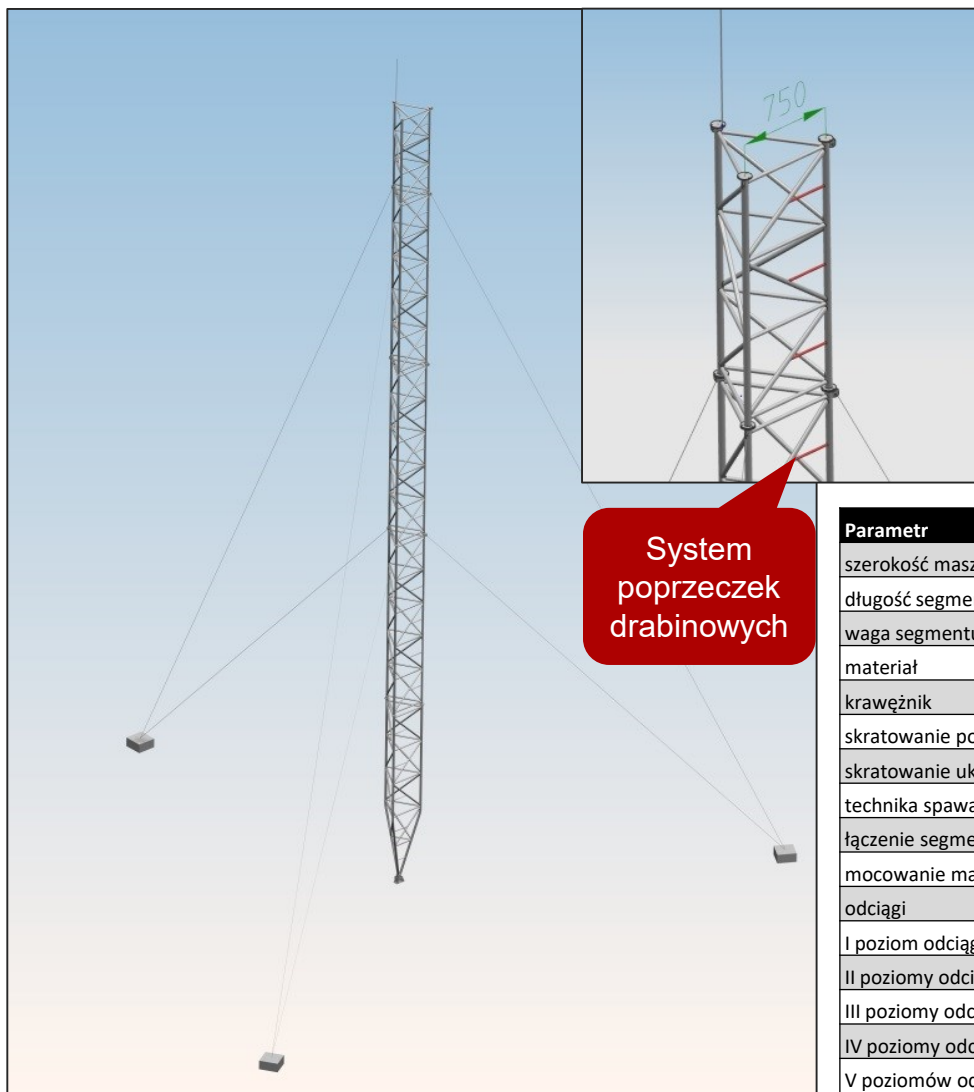 750
System
poprzeczek
drabinowych
Parametr
szerokość masz
długość segme
waga segmentu
materiał
krawężnik
skratowanie po
skratowanie uk
technika spawa
łączenie segme
mocowanie ma
odciągi
I poziom odciąg
II poziomy odci
III poziomy odc
IV poziomy odc
V poziomów od